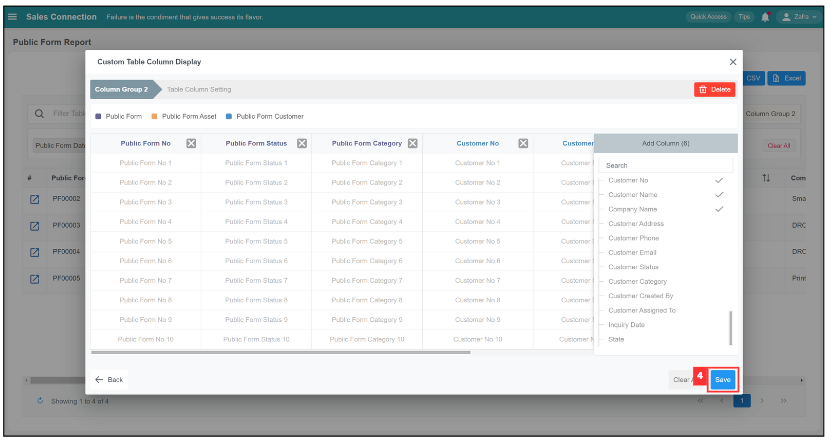 Sales Connection Failure is the condiment that gives success its flavor. Quick Access Tips Zafra
Public Form Report
Custom Table Column Display
Column Group 2 Table Column Setting Delete
CSV Excel
Public Form Public Form Asset Public Form Customer
Filter Tabl Column Group 2
Public Form No Public Form Status Public Form Category Customer No Customer Add Column (6)
Public Form Date Clear All
Public Form No 1 Public Form Status 1 Public Form Category 1 Customer No 1 Customer Search
# Public For Com
Public Form No 2 Public Form Status 2 Public Form Category 2 Customer No 2 Customer Customer No
Customer Name
PF00002 Public Form No 3 Public Form Status 3 Public Form Category 3 Customer No 3 Customer Company Name Sma
Public Form No 4 Public Form Status 4 Public Form Category 4 Customer No 4 Customer Customer Address
PF00003 DRC
Public Form No 5 Public Form Status 5 Public Form Category 5 Customer No 5 Customer Customer Phone
PF00004 Customer Email DRC
Public Form No 6 Public Form Status 6 Public Form Category 6 Customer No 6 Customer Customer Status
PF00005 Public Form No 7 Public Form Status 7 Public Form Category 7 Customer No 7 Customer Customer Category Print
Public Form No 8 Public Form Status 8 Public Form Category 8 Customer No 8 Customer Customer Created By
Customer Assigned To
Public Form No 9 Public Form Status 9 Public Form Category 9 Customer No 9 Customer Inquiry Date
Public Form No 10 Public Form Status 10 Public Form Category 10 Customer No 10 Customer State
Back Clear 4 Save
Showing 1 to 4 of 4 1